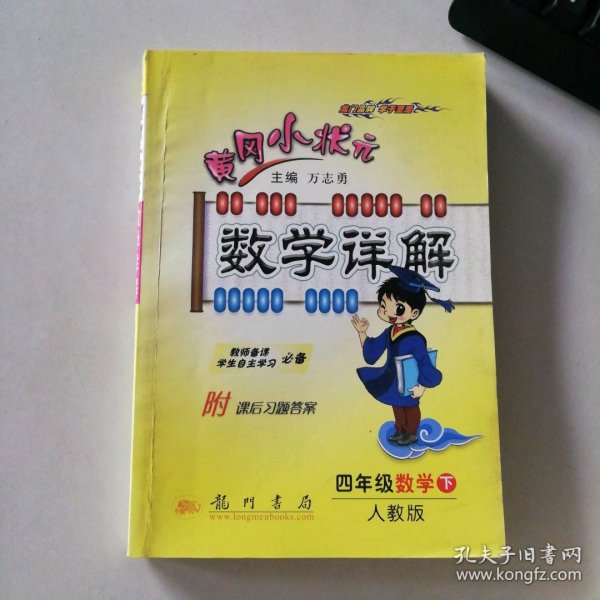 黄冈小状元
主编 万志勇
数学详解
教师备课
学生自主学习 必备
附 课后习题答案
四年级数学下
人教版
龍門書局
www.longmenbooks.com
孔夫子旧书网
www.kongfz.com